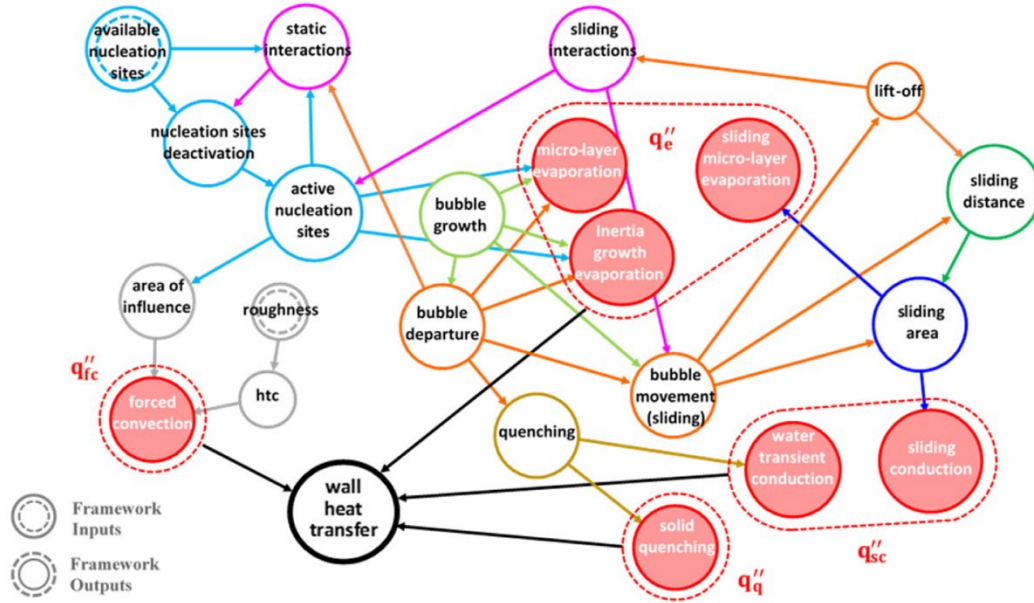 available
nucleation
sites
static
interactions
sliding
interactions
lift-off
nucleation sites
deactivation
micro-layer
evaporation
q″e
sliding
micro-layer
evaporation
active
nucleation
sites
bubble
growth
sliding
distance
Inertia
growth
evaporation
area of
influence
roughness
bubble
departure
sliding
area
q″fc
forced
convection
htc
bubble
movement
(sliding)
quenching
water
transient
conduction
sliding
conduction
wall
heat
transfer
solid
quenching
q″q
q″sc
Framework
Inputs
Framework
Outputs